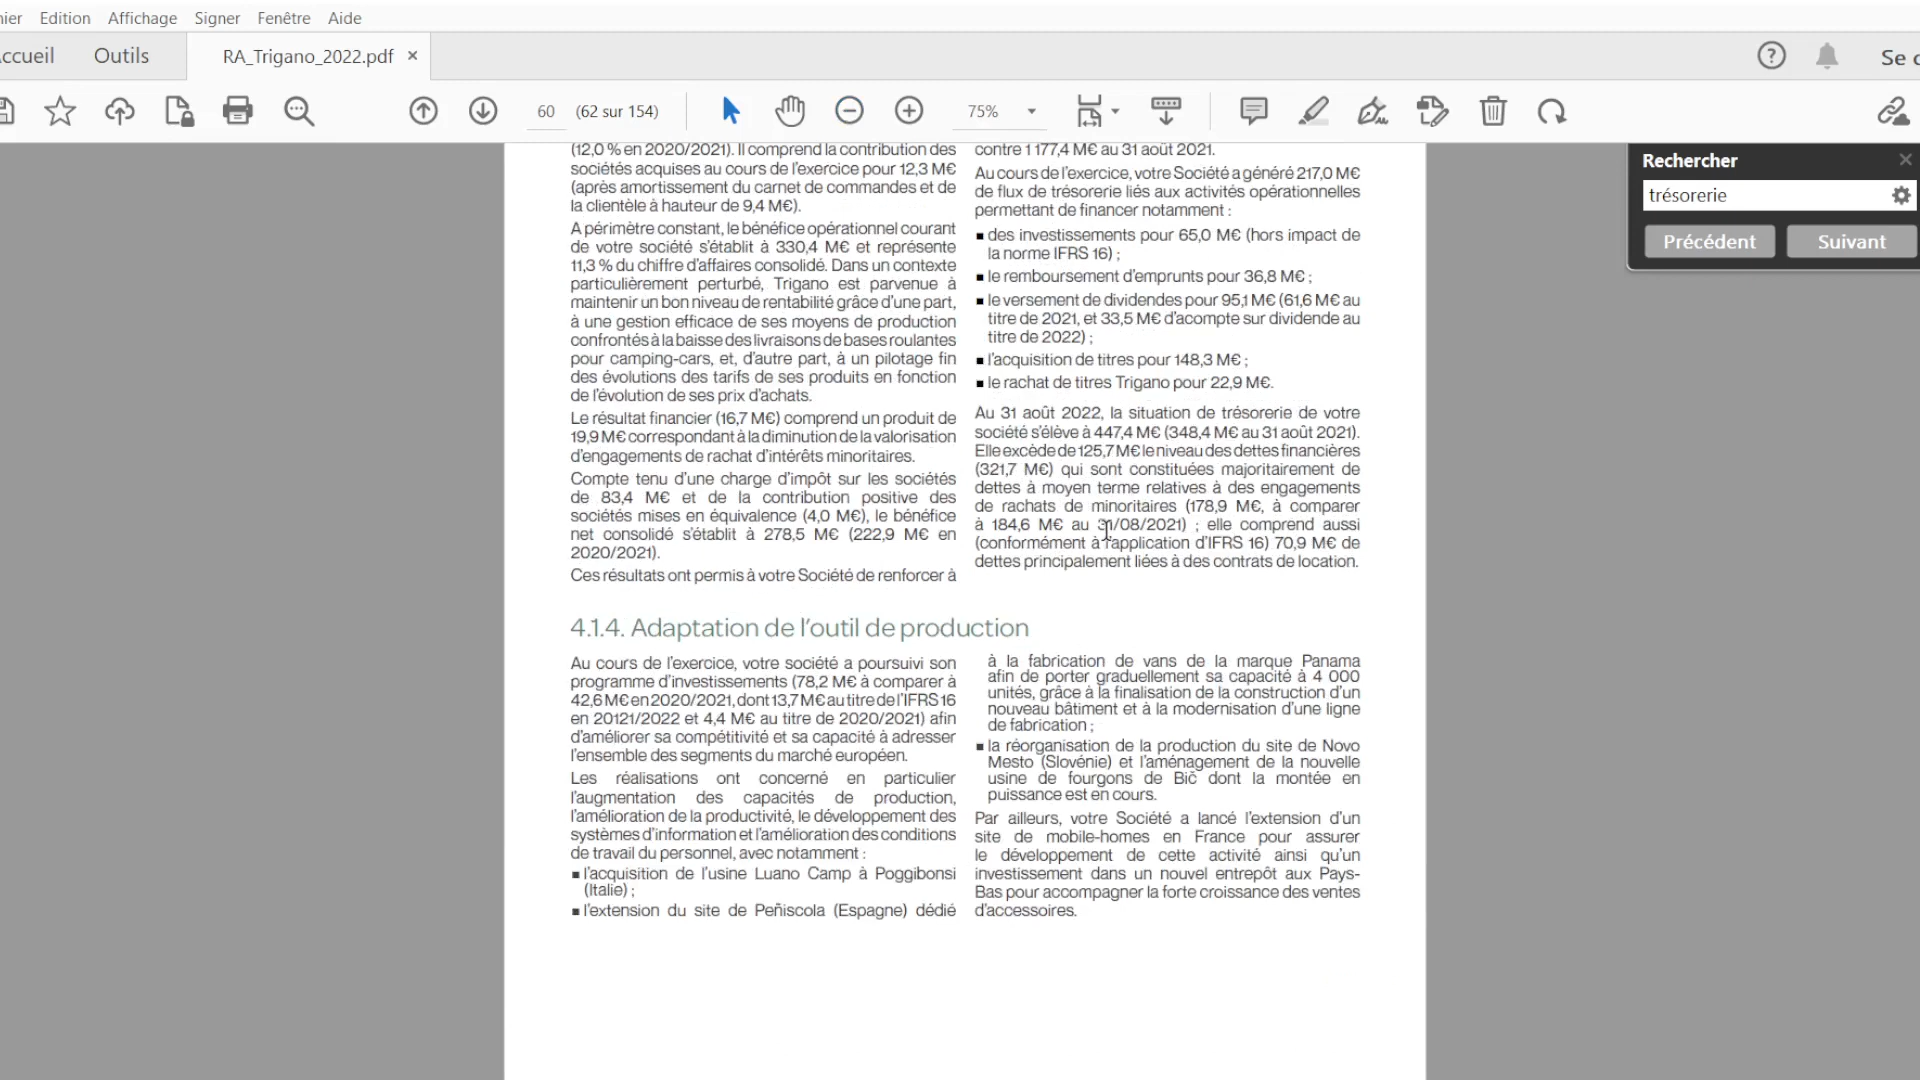 Edition Affichage Signer Fenêtre Aide
Outils RA_Trigano_2022.pdf × ?
60 (62 sur 154) 75%
Rechercher ×
trésorerie
Précédent Suivant
(12,0 % en 2020/2021). Il comprend la contribution des
sociétés acquises au cours de l'exercice pour 12,3 M€
(après amortissement du carnet de commandes et de
la clientèle à hauteur de 9,4 M€).
A périmètre constant, le bénéfice opérationnel courant
de votre société s'établit à 330,4 M€ et représente
11,3 % du chiffre d'affaires consolidé. Dans un contexte
particulièrement perturbé, Trigano est parvenue à
maintenir un bon niveau de rentabilité grâce d'une part,
à une gestion efficace de ses moyens de production
confrontés à la baisse des livraisons de bases roulantes
pour camping-cars, et, d'autre part, à un pilotage fin
des évolutions des tarifs de ses produits en fonction
de l'évolution de ses prix d'achats.
Le résultat financier (16,7 M€) comprend un produit de
19,9 M€ correspondant à la diminution de la valorisation
d'engagements de rachat d'intérêts minoritaires.
Compte tenu d'une charge d'impôt sur les sociétés
de 83,4 M€ et de la contribution positive des
sociétés mises en équivalence (4,0 M€), le bénéfice
net consolidé s'établit à 278,5 M€ (222,9 M€ en
2020/2021).
Ces résultats ont permis à votre Société de renforcer à
contre 1 177,4 M€ au 31 août 2021.
Au cours de l'exercice, votre Société a généré 217,0 M€
de flux de trésorerie liés aux activités opérationnelles
permettant de financer notamment :
▪ des investissements pour 65,0 M€ (hors impact de
la norme IFRS 16) ;
▪ le remboursement d'emprunts pour 36,8 M€ ;
▪ le versement de dividendes pour 95,1 M€ (61,6 M€ au
titre de 2021, et 33,5 M€ d'acompte sur dividende au
titre de 2022) ;
▪ l'acquisition de titres pour 148,3 M€ ;
▪ le rachat de titres Trigano pour 22,9 M€.
Au 31 août 2022, la situation de trésorerie de votre
société s'élève à 447,4 M€ (348,4 M€ au 31 août 2021).
Elle excède de 125,7 M€ le niveau des dettes financières
(321,7 M€) qui sont constituées majoritairement de
dettes à moyen terme relatives à des engagements
de rachats de minoritaires (178,9 M€, à comparer
à 184,6 M€ au 31/08/2021) ; elle comprend aussi
(conformément à l'application d'IFRS 16) 70,9 M€ de
dettes principalement liées à des contrats de location.
4.1.4. Adaptation de l'outil de production
Au cours de l'exercice, votre société a poursuivi son
programme d'investissements (78,2 M€ à comparer à
42,6 M€ en 2020/2021, dont 13,7 M€ au titre de l'IFRS 16
en 20121/2022 et 4,4 M€ au titre de 2020/2021) afin
d'améliorer sa compétitivité et sa capacité à adresser
l'ensemble des segments du marché européen.
Les réalisations ont concerné en particulier
l'augmentation des capacités de production,
l'amélioration de la productivité, le développement des
systèmes d'information et l'amélioration des conditions
de travail du personnel, avec notamment :
▪ l'acquisition de l'usine Luano Camp à Poggibonsi
(Italie) ;
▪ l'extension du site de Peñiscola (Espagne) dédié
à la fabrication de vans de la marque Panama
afin de porter graduellement sa capacité à 4 000
unités, grâce à la finalisation de la construction d'un
nouveau bâtiment et à la modernisation d'une ligne
de fabrication ;
▪ la réorganisation de la production du site de Novo
Mesto (Slovénie) et l'aménagement de la nouvelle
usine de fourgons de Bič dont la montée en
puissance est en cours.
Par ailleurs, votre Société a lancé l'extension d'un
site de mobile-homes en France pour assurer
le développement de cette activité ainsi qu'un
investissement dans un nouvel entrepôt aux Pays-
Bas pour accompagner la forte croissance des ventes
d'accessoires.